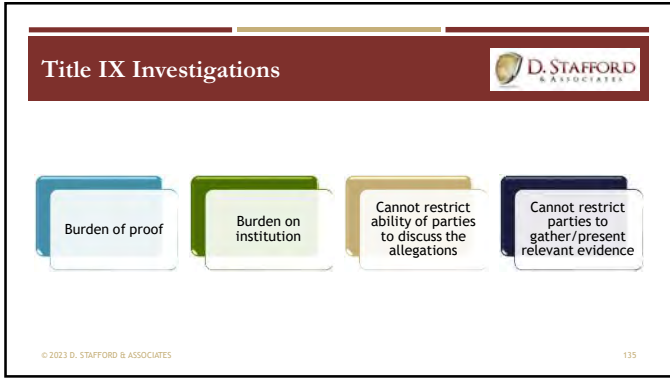 Title IX Investigations
D. STAFFORD
& ASSOCIATES
Burden of proof
Burden on
institution
Cannot restrict
ability of parties
to discuss the
allegations
Cannot restrict
parties to
gather/present
relevant evidence
© 2023 D. STAFFORD & ASSOCIATES
135